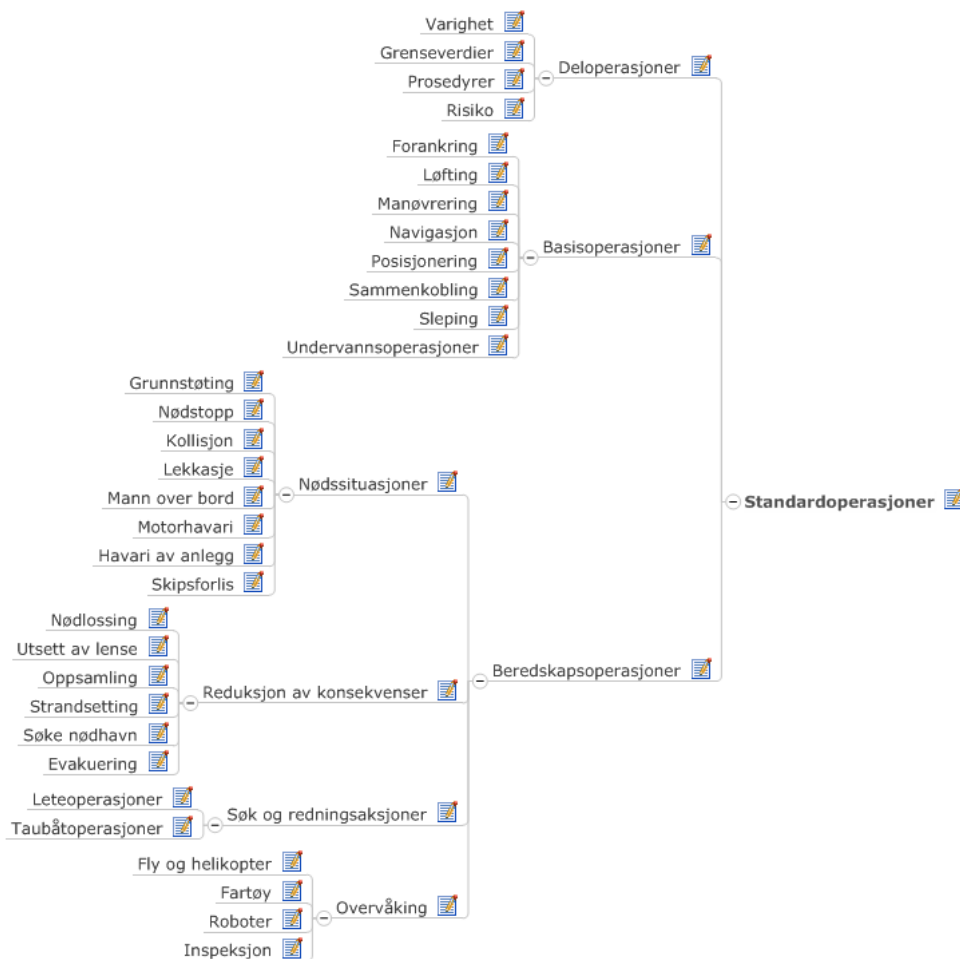 Varighet
Grenseverdier
Prosedyrer
Risiko
Deloperasjoner
Forankring
Løfting
Manøvrering
Navigasjon
Posisjonering
Sammenkobling
Sleping
Undervannsoperasjoner
Basisoperasjoner
Grunnstøting
Nødstopp
Kollisjon
Lekkasje
Mann over bord
Motorhavari
Havari av anlegg
Skipsforlis
Nødssituasjoner
Nødlossing
Utsett av lense
Oppsamling
Strandsetting
Søke nødhavn
Evakuering
Reduksjon av konsekvenser
Leteoperasjoner
Taubåtoperasjoner
Søk og redningsaksjoner
Fly og helikopter
Fartøy
Roboter
Inspeksjon
Overvåking
Beredskapsoperasjoner
Standardoperasjoner